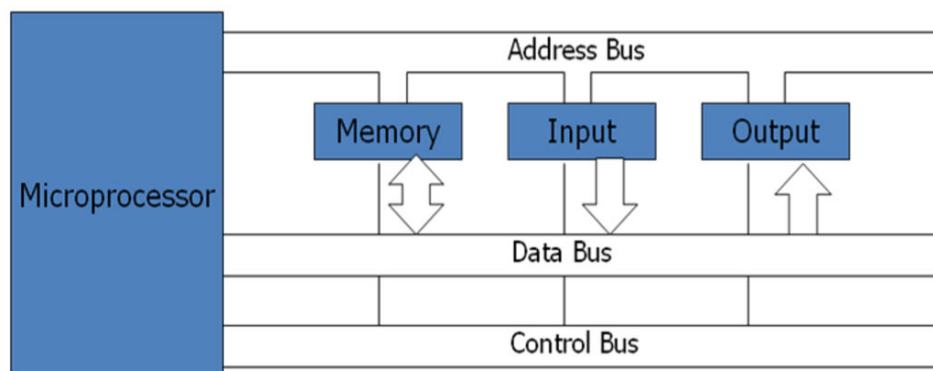 Address Bus
Memory
Input
Output
Microprocessor
Data Bus
Control Bus